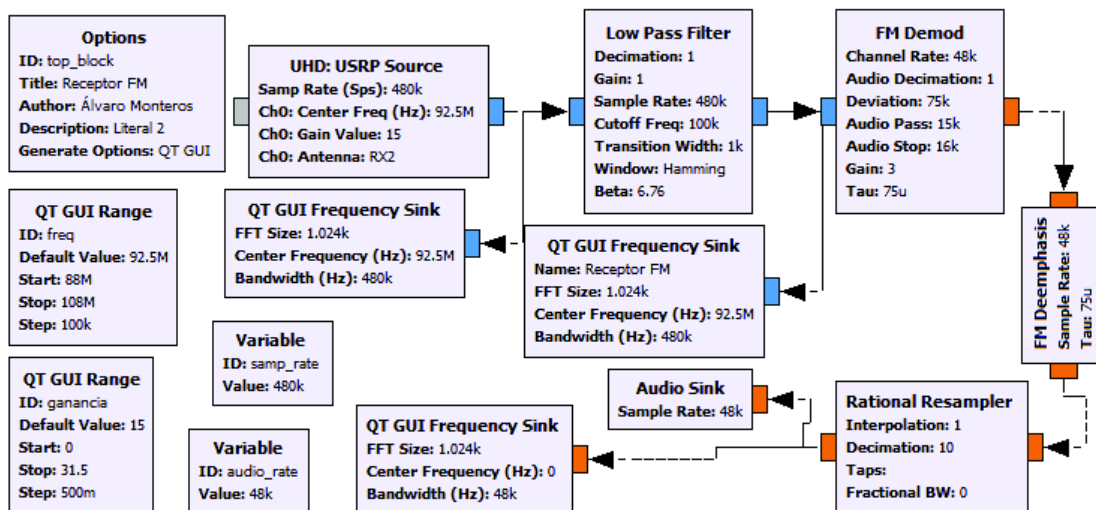 Options
ID: top_block
Title: Receptor FM
Author: Álvaro Monteros
Description: Literal 2
Generate Options: QT GUI
UHD: USRP Source
Samp Rate (Sps): 480k
Ch0: Center Freq (Hz): 92.5M
Ch0: Gain Value: 15
Ch0: Antenna: RX2
Low Pass Filter
Decimation: 1
Gain: 1
Sample Rate: 480k
Cutoff Freq: 100k
Transition Width: 1k
Window: Hamming
Beta: 6.76
FM Demod
Channel Rate: 48k
Audio Decimation: 1
Deviation: 75k
Audio Pass: 15k
Audio Stop: 16k
Gain: 3
Tau: 75u
QT GUI Range
ID: freq
Default Value: 92.5M
Start: 88M
Stop: 108M
Step: 100k
QT GUI Frequency Sink
FFT Size: 1.024k
Center Frequency (Hz): 92.5M
Bandwidth (Hz): 480k
QT GUI Frequency Sink
Name: Receptor FM
FFT Size: 1.024k
Center Frequency (Hz): 92.5M
Bandwidth (Hz): 480k
FM Deemphasis
Sample Rate: 48k
Tau: 75u
Variable
ID: samp_rate
Value: 480k
QT GUI Range
ID: ganancia
Default Value: 15
Start: 0
Stop: 31.5
Step: 500m
Variable
ID: audio_rate
Value: 48k
QT GUI Frequency Sink
FFT Size: 1.024k
Center Frequency (Hz): 0
Bandwidth (Hz): 48k
Audio Sink
Sample Rate: 48k
Rational Resampler
Interpolation: 1
Decimation: 10
Taps:
Fractional BW: 0